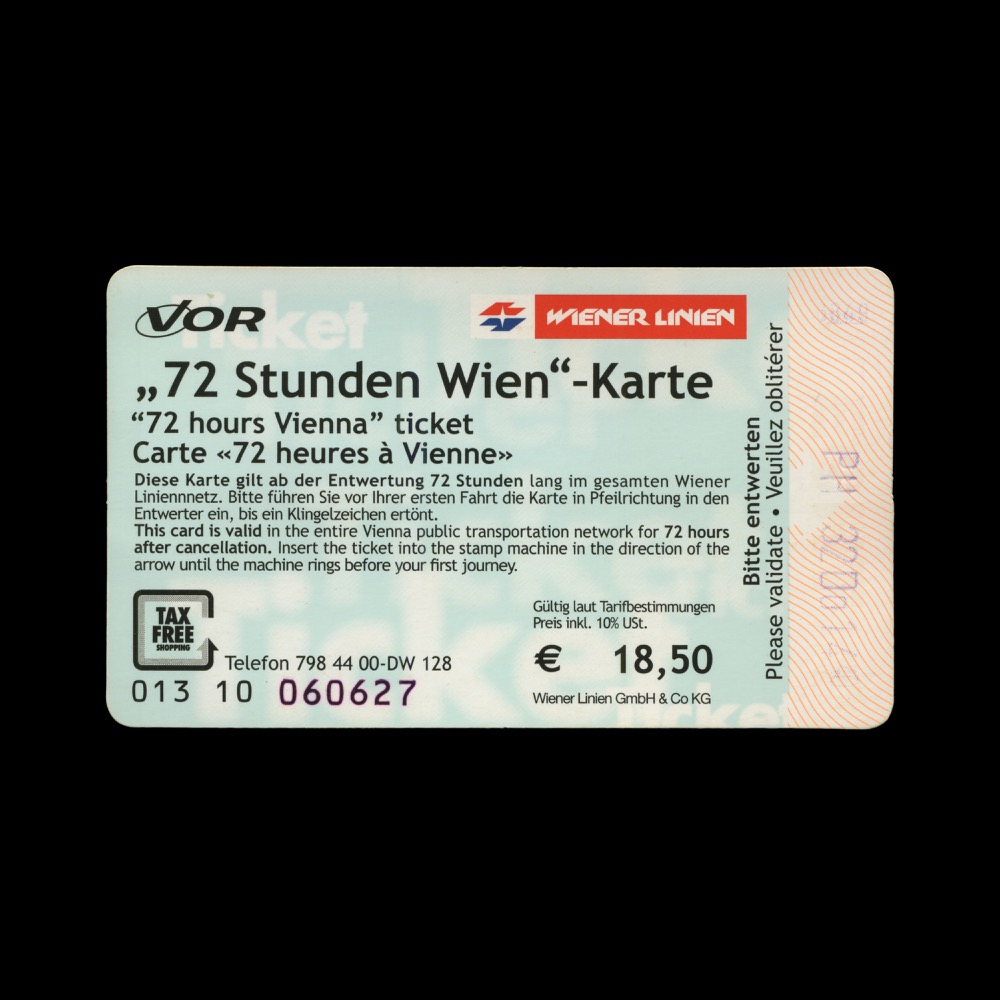 VOR
WIENER LINIEN
„72 Stunden Wien“-Karte
“72 hours Vienna” ticket
Carte «72 heures à Vienne»
Diese Karte gilt ab der Entwertung 72 Stunden lang im gesamten Wiener
Liniennnetz. Bitte führen Sie vor Ihrer ersten Fahrt die Karte in Pfeilrichtung in den
Entwerter ein, bis ein Klingelzeichen ertönt.
This card is valid in the entire Vienna public transportation network for 72 hours
after cancellation. Insert the ticket into the stamp machine in the direction of the
arrow until the machine rings before your first journey.
TAX
FREE
SHOPPING
Telefon 798 44 00-DW 128
013 10 060627
Gültig laut Tarifbestimmungen
Preis inkl. 10% USt.
€ 18,50
Wiener Linien GmbH & Co KG
Bitte entwerten
Please validate • Veuillez oblitérer
Ticket
Ticket
Ticket